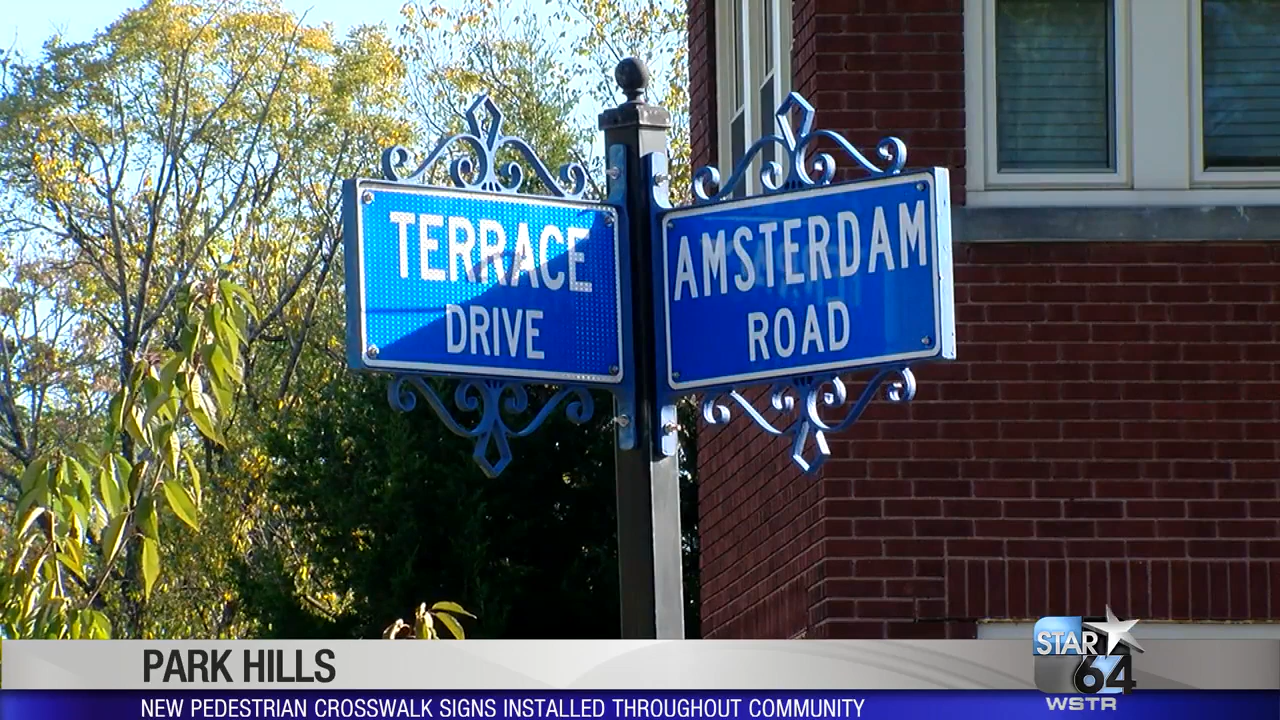 TERRACE
DRIVE
AMSTERDAM
ROAD
PARK HILLS
NEW PEDESTRIAN CROSSWALK SIGNS INSTALLED THROUGHOUT COMMUNITY
STAR
64
WSTR